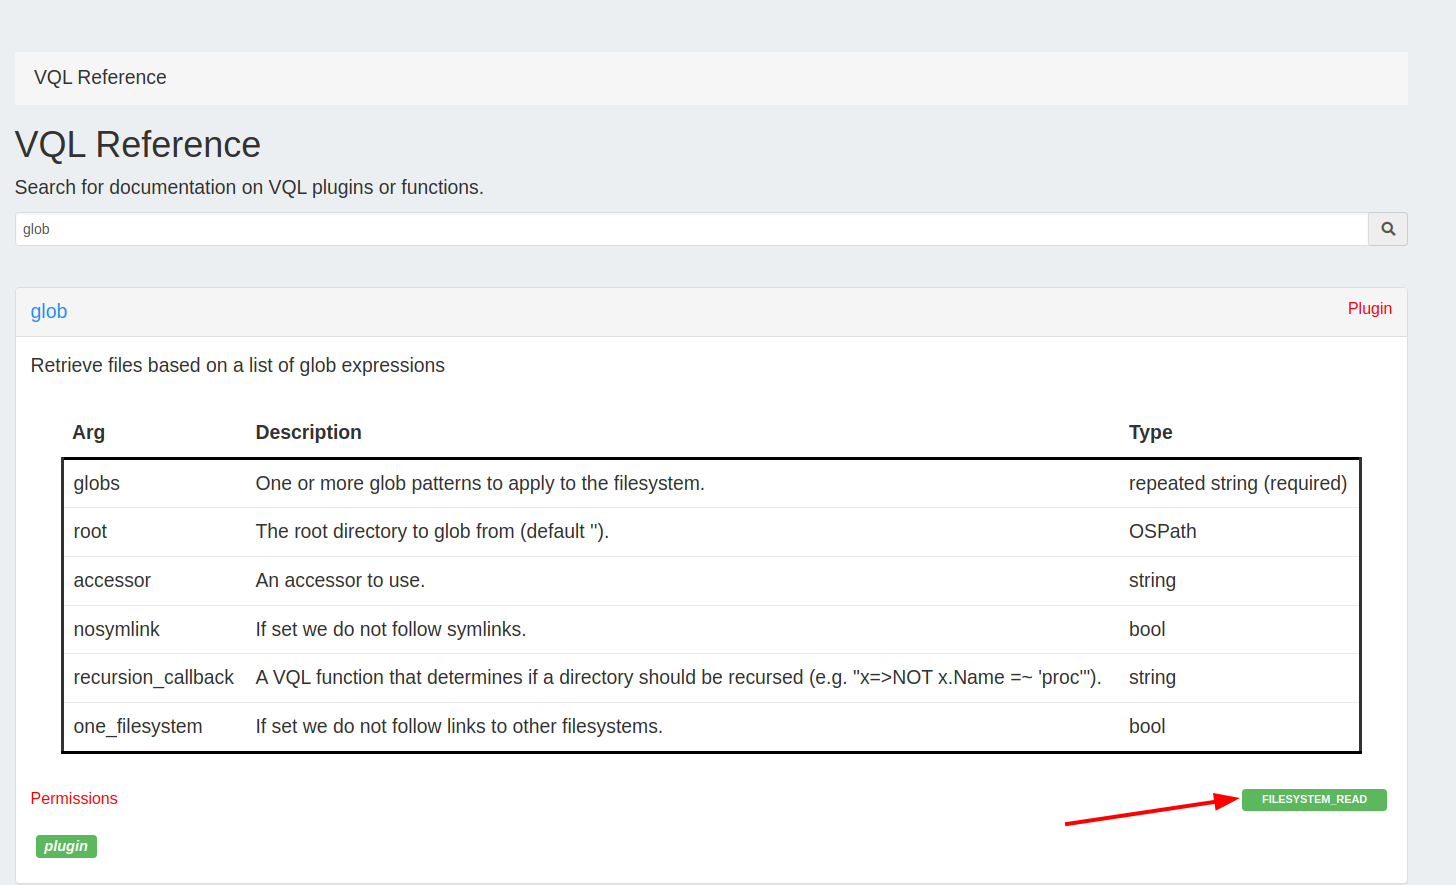 VQL Reference
VQL Reference
Search for documentation on VQL plugins or functions.
glob
glob Plugin
Retrieve files based on a list of glob expressions
Arg Description Type
globs One or more glob patterns to apply to the filesystem. repeated string (required)
root The root directory to glob from (default '').
OSPath
accessor An accessor to use. string
nosymlink If set we do not follow symlinks. bool
recursion_callback A VQL function that determines if a directory should be recursed (e.g. "x=>NOT x.Name =~ 'proc'"). string
one_filesystem If set we do not follow links to other filesystems. bool
Permissions FILESYSTEM_READ
plugin